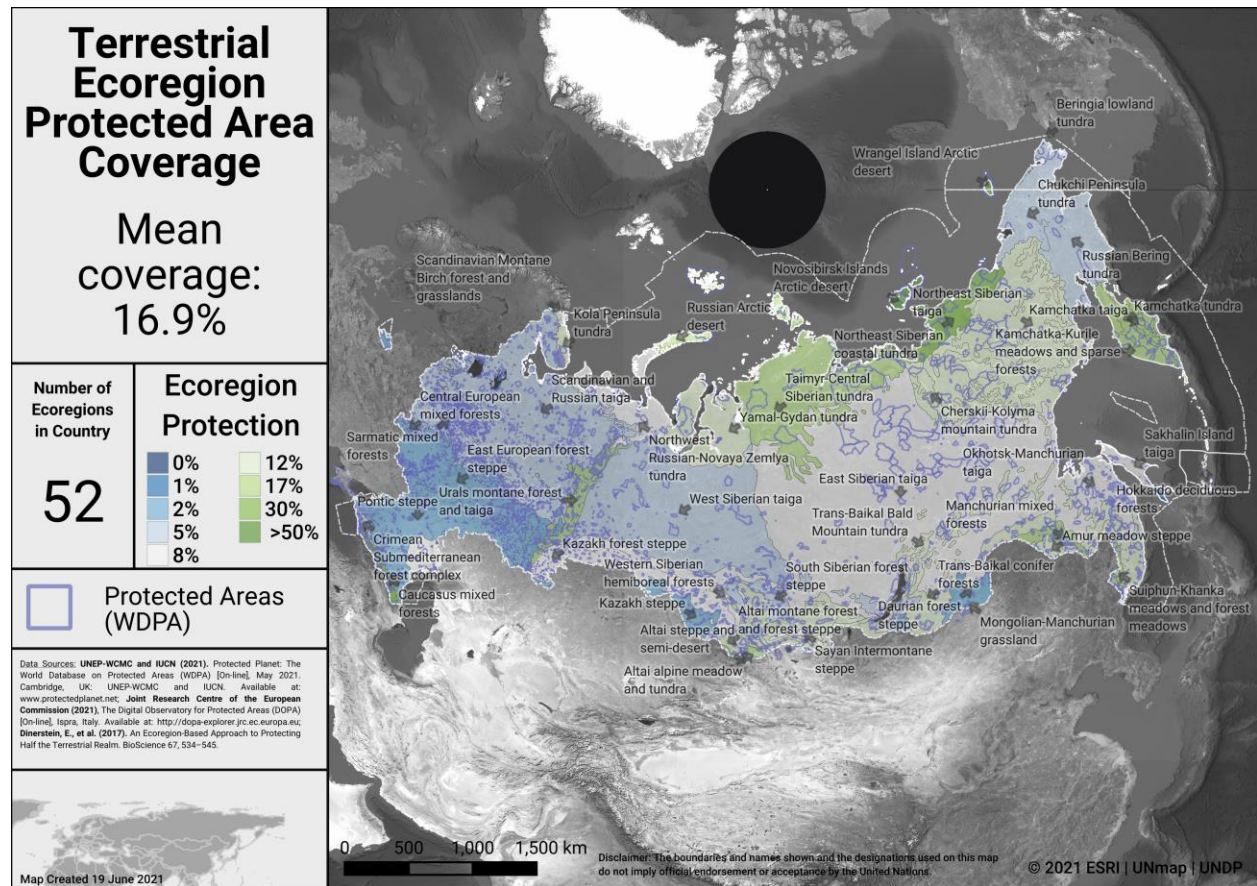 Terrestrial
Ecoregion
Protected Area
Coverage
Mean
coverage:
16.9%
Number of
Ecoregions
in Country
52
Ecoregion
Protection
0%
1%
2%
5%
8%
12%
17%
30%
>50%
Protected Areas
(WDPA)
Data Sources: UNEP-WCMC and IUCN (2021). Protected Planet: The
World Database on Protected Areas (WDPA) [On-line], May 2021.
Cambridge, UK: UNEP-WCMC and IUCN. Available at:
www.protectedplanet.net; Joint Research Centre of the European
Commission (2021), The Digital Observatory for Protected Areas (DOPA)
[On-line], Ispra, Italy. Available at: http://dopa-explorer.jrc.ec.europa.eu;
Dinerstein, E., et al. (2017). An Ecoregion-Based Approach to Protecting
Half the Terrestrial Realm. BioScience 67, 534–545.
Map Created 19 June 2021
Beringia lowland
tundra
Wrangel Island Arctic
desert
Chukchi Peninsula
tundra
Scandinavian Montane
Birch forest and
grasslands
Russian Bering
tundra
Novosibirsk Islands
Arctic desert
Kola Peninsula
tundra
Russian Arctic
desert
Northeast Siberian
taiga
Kamchatka taiga
Kamchatka tundra
Northeast Siberian
coastal tundra
Kamchatka-Kurile
meadows and sparse
forests
Scandinavian and
Russian taiga
Taimyr-Central
Siberian tundra
Central European
mixed forests
Yamal-Gydan tundra
Cherskii-Kolyma
mountain tundra
Sarmatic mixed
forests
Northwest
Russian-Novaya Zemlya
tundra
Sakhalin Island
taiga
East European forest
steppe
Okhotsk-Manchurian
taiga
East Siberian taiga
Hokkaido deciduous
forests
Urals montane forest
and taiga
Pontic steppe
West Siberian taiga
Manchurian mixed
forests
Trans-Baikal Bald
Mountain tundra
Amur meadow steppe
Crimean
Submediterranean
forest complex
Kazakh forest steppe
Western Siberian
hemiboreal forests
South Siberian forest
steppe
Trans-Baikal conifer
forests
Caucasus mixed
forests
Kazakh steppe
Altai montane forest
and forest steppe
Daurian forest
steppe
Suiphun-Khanka
meadows and forest
meadows
Altai steppe and
semi-desert
Mongolian-Manchurian
grassland
Sayan Intermontane
steppe
Altai alpine meadow
and tundra
0 500 1,000 1,500 km
Disclaimer: The boundaries and names shown and the designations used on this map
do not imply official endorsement or acceptance by the United Nations.
© 2021 ESRI | UNmap | UNDP